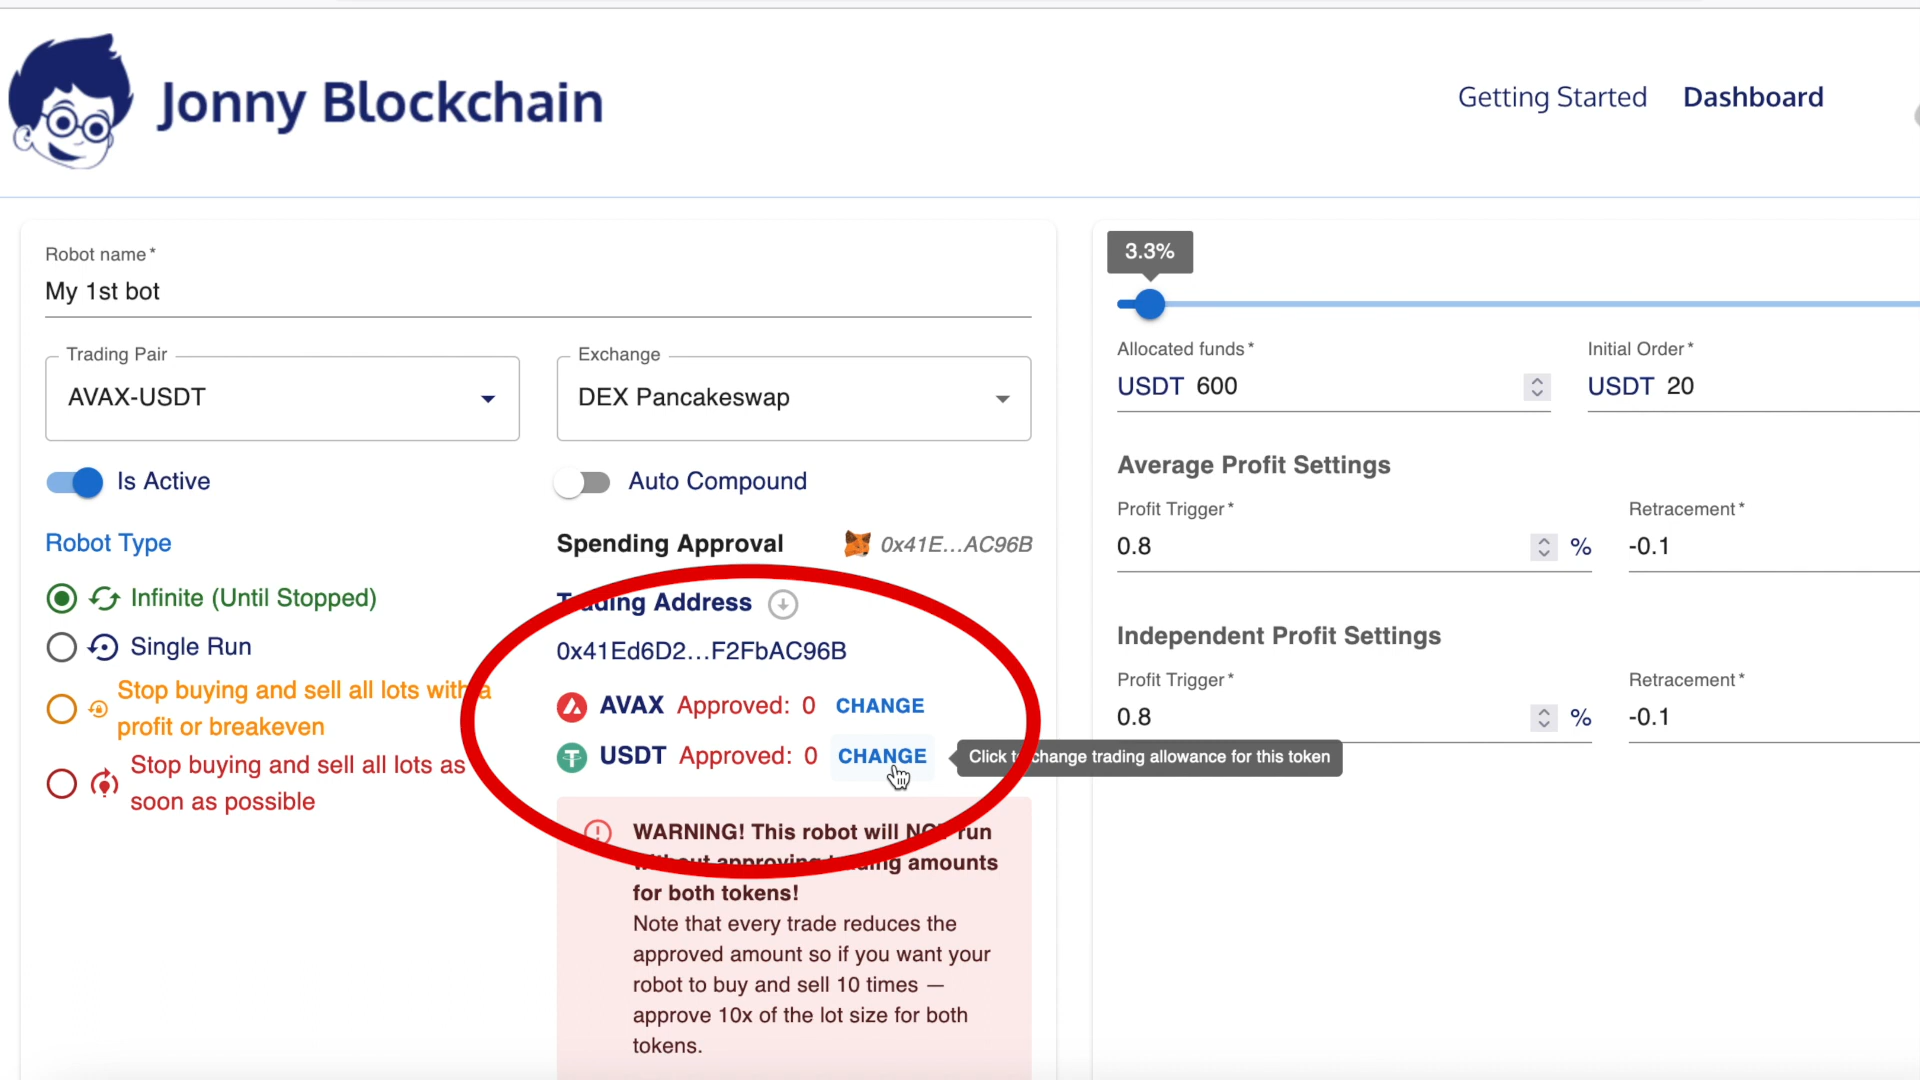 Jonny Blockchain
Getting Started
Dashboard
Robot name *
My 1st bot
Trading Pair
AVAX-USDT
Exchange
DEX Pancakeswap
Is Active
Auto Compound
Robot Type
Infinite (Until Stopped)
Single Run
Stop buying and sell all lots with a
profit or breakeven
Stop buying and sell all lots as
soon as possible
Spending Approval
0x41E...AC96B
Trading Address
0x41Ed6D2...F2FbAC96B
AVAX Approved: 0 CHANGE
USDT Approved: 0 CHANGE
Click to change trading allowance for this token
WARNING! This robot will NOT run
without approving trading amounts
for both tokens!
Note that every trade reduces the
approved amount so if you want your
robot to buy and sell 10 times —
approve 10x of the lot size for both
tokens.
3.3%
Allocated funds *
USDT 600
Initial Order *
USDT 20
Average Profit Settings
Profit Trigger *
0.8 %
Retracement *
-0.1
Independent Profit Settings
Profit Trigger *
0.8 %
Retracement *
-0.1